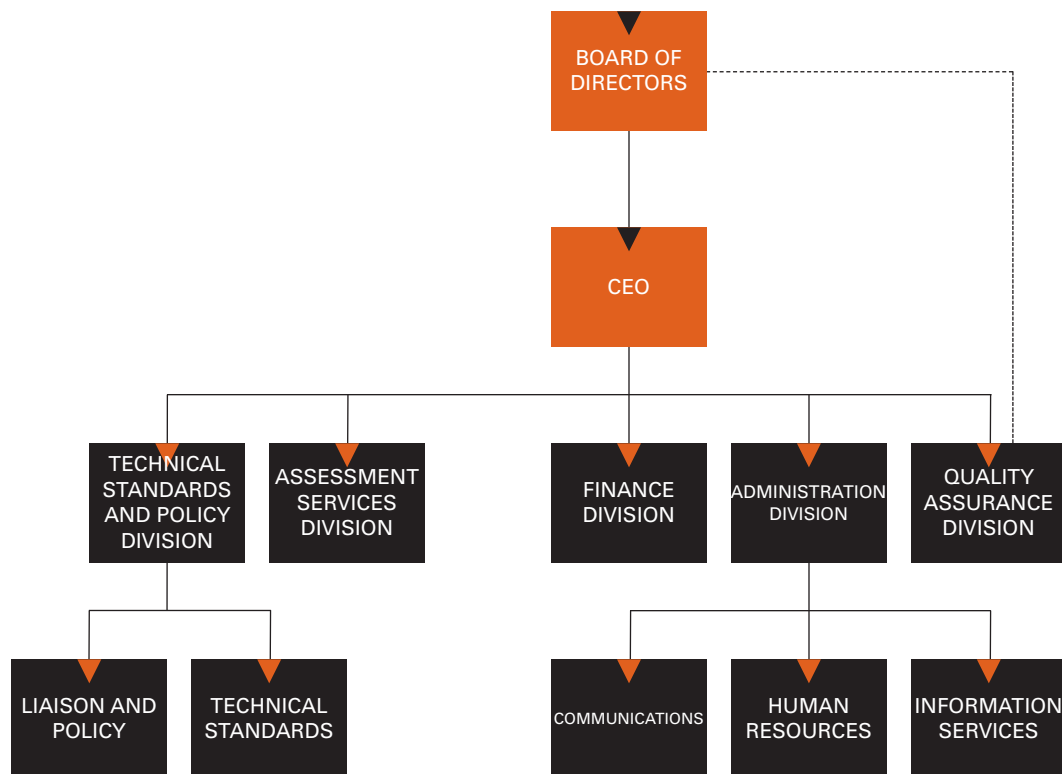 BOARD OF
DIRECTORS
CEO
TECHNICAL
STANDARDS
AND POLICY
DIVISION
ASSESSMENT
SERVICES
DIVISION
FINANCE
DIVISION
ADMINISTRATION
DIVISION
QUALITY
ASSURANCE
DIVISION
LIAISON AND
POLICY
TECHNICAL
STANDARDS
COMMUNICATIONS
HUMAN
RESOURCES
INFORMATION
SERVICES